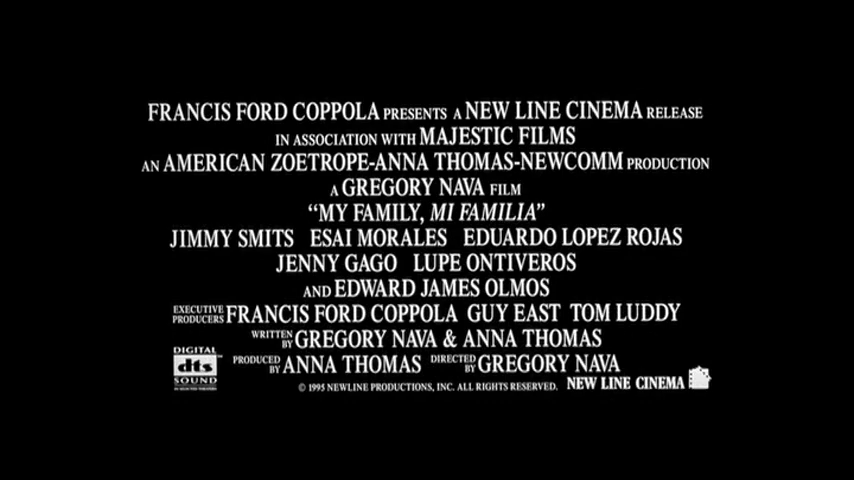 FRANCIS FORD COPPOLA PRESENTS A NEW LINE CINEMA RELEASE
IN ASSOCIATION WITH MAJESTIC FILMS
AN AMERICAN ZOETROPE-ANNA THOMAS-NEWCOMM PRODUCTION
A GREGORY NAVA FILM
“MY FAMILY, MI FAMILIA”
JIMMY SMITS ESAI MORALES EDUARDO LOPEZ ROJAS
JENNY GAGO LUPE ONTIVEROS
AND EDWARD JAMES OLMOS
EXECUTIVE PRODUCERS FRANCIS FORD COPPOLA GUY EAST TOM LUDDY
WRITTEN BY GREGORY NAVA & ANNA THOMAS
PRODUCED BY ANNA THOMAS DIRECTED BY GREGORY NAVA
DIGITAL
dts
SOUND
IN SELECTED THEATRES
© 1995 NEWLINE PRODUCTIONS, INC. ALL RIGHTS RESERVED. NEW LINE CINEMA